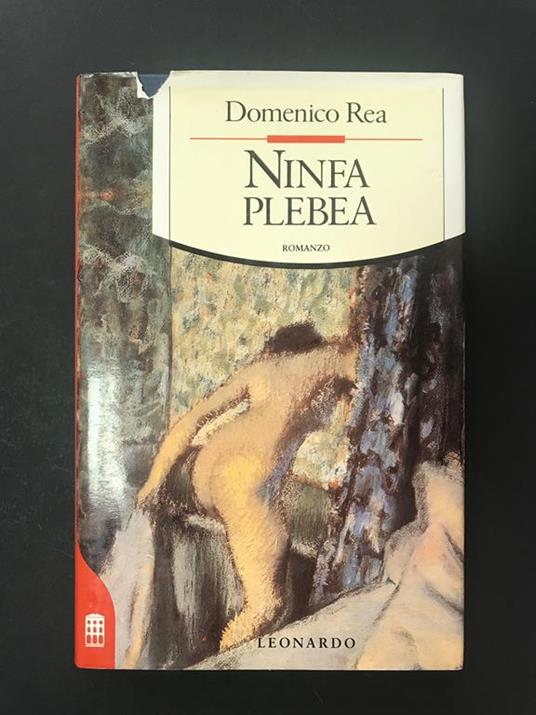 Domenico Rea
NINFA
PLEBEA
ROMANZO
LEONARDO